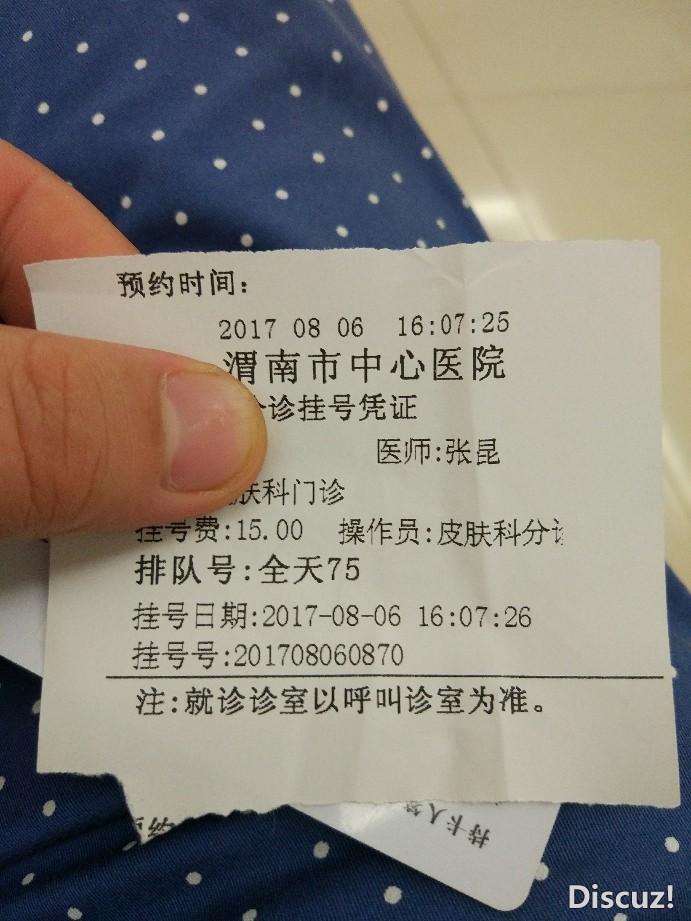 预约时间:
2017 08 06 16:07:25
渭南市中心医院
诊挂号凭证
医师:张昆
肤科门诊
挂号费:15.00 操作员:皮肤科分
排队号:全天75
挂号日期:2017-08-06 16:07:26
挂号号:201708060870
注:就诊诊室以呼叫诊室为准。
持卡人签
Discuz!